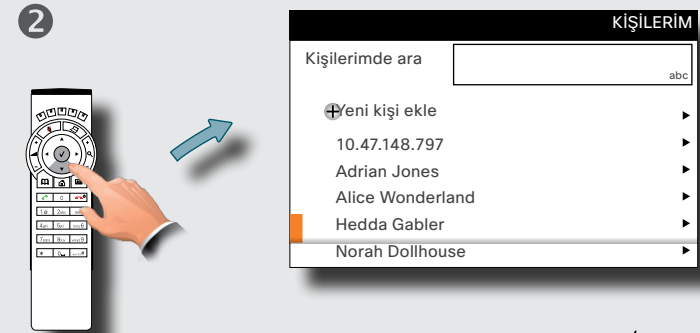 2
KİŞİLERİM
Kişilerimde ara
abc
Yeni kişi ekle
10.47.148.797
Adrian Jones
Alice Wonderland
Hedda Gabler
Norah Dollhouse